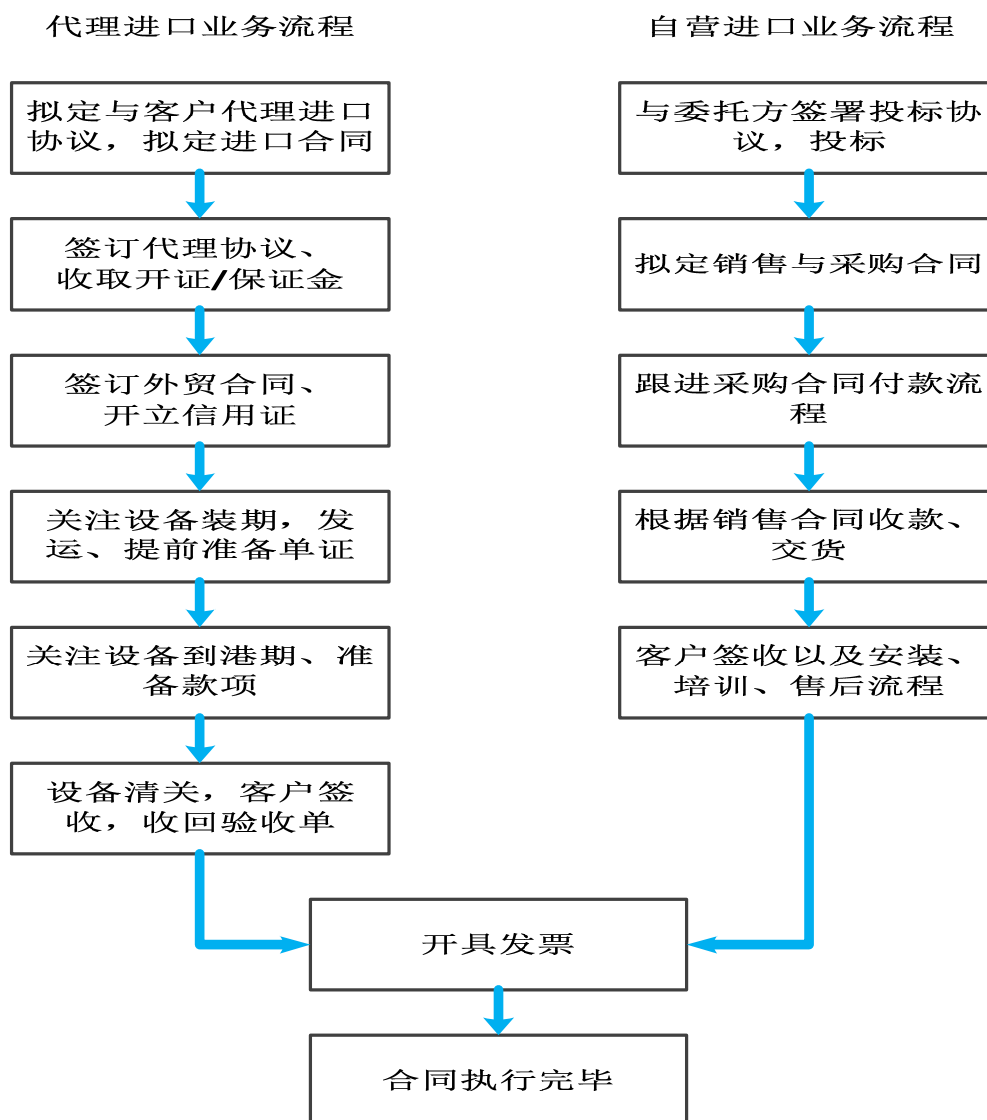 代理进口业务流程
拟定与客户代理进口
协议，拟定进口合同
签订代理协议、
收取开证/保证金
签订外贸合同、
开立信用证
关注设备装期，发
运、提前准备单证
关注设备到港期、准
备款项
设备清关，客户签
收，收回验收单
自营进口业务流程
与委托方签署投标协
议，投标
拟定销售与采购合同
跟进采购合同付款流
程
根据销售合同收款、
交货
客户签收以及安装、
培训、售后流程
开具发票
合同执行完毕